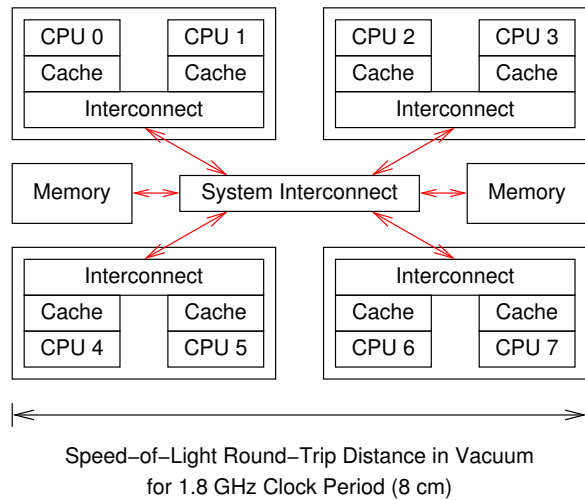 CPU 0 CPU 1 CPU 2 CPU 3
Cache Cache Cache Cache
Interconnect Interconnect
Memory System Interconnect Memory
Interconnect Interconnect
Cache Cache Cache Cache
CPU 4 CPU 5 CPU 6 CPU 7
Speed−of−Light Round−Trip Distance in Vacuum
for 1.8 GHz Clock Period (8 cm)